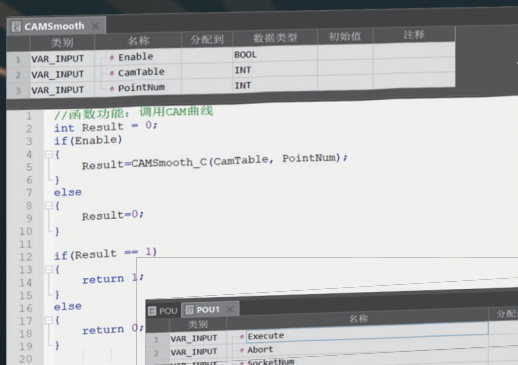 CAMSmooth ×
类别 名称 分配到 数据类型 初始值 注释
1 VAR_INPUT Enable BOOL
2 VAR_INPUT CamTable INT
3 VAR_INPUT PointNum INT
1 //函数功能: 调用CAM曲线
2 int Result = 0;
3 if(Enable)
4 {
5 Result=CAMSmooth_C(CamTable, PointNum);
6 }
7 else
8 {
9 Result=0;
10 }
11
12 if(Result == 1)
13 {
14 return 1;
15 }
16 else
17 {
18 return 0;
19 }
20
POU POU1 ×
类别 名称 分配
1 VAR_INPUT Execute
2 VAR_INPUT Abort
VAR_INPUT SocketNum